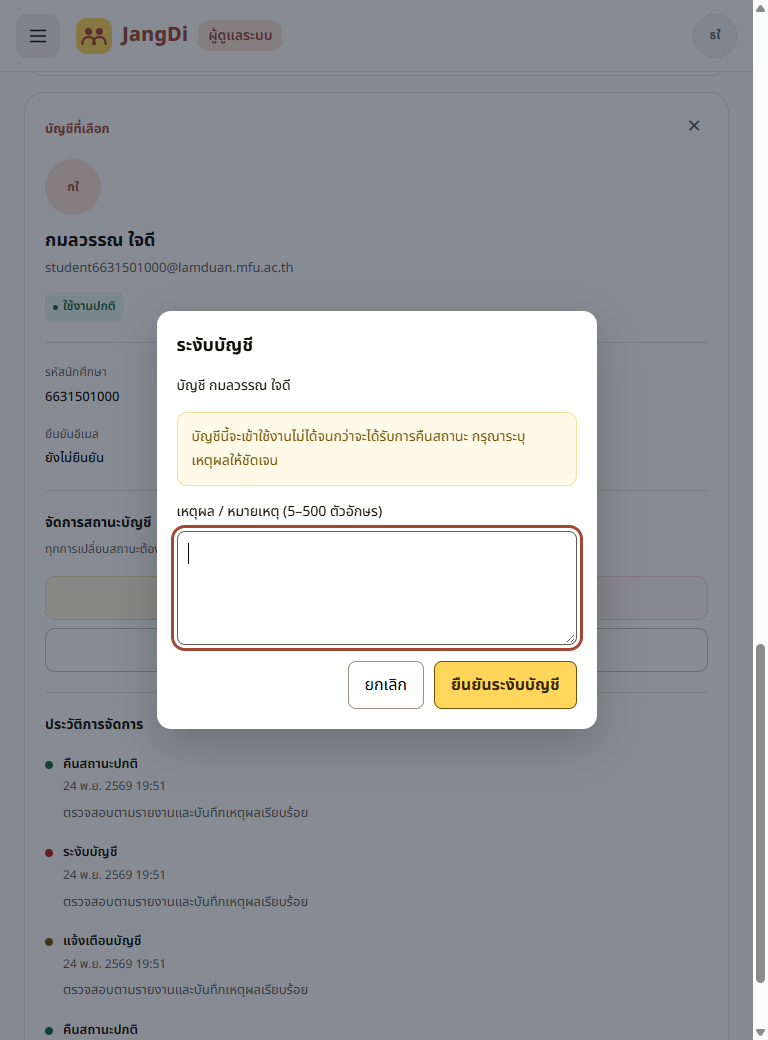 JangDi
ผู้ดูแลระบบ
ธใ
บัญชีที่เลือก
กใ
กมลวรรณ ใจดี
student6631501000@lamduan.mfu.ac.th
ใช้งานปกติ
รหัสนักศึกษา
6631501000
ยืนยันอีเมล
ยังไม่ยืนยัน
จัดการสถานะบัญชี
ทุกการเปลี่ยนสถานะต้อง
ระงับบัญชี
บัญชี กมลวรรณ ใจดี
บัญชีนี้จะเข้าใช้งานไม่ได้จนกว่าจะได้รับการคืนสถานะ กรุณาระบุ
เหตุผลให้ชัดเจน
เหตุผล / หมายเหตุ (5–500 ตัวอักษร)
ยกเลิก
ยืนยันระงับบัญชี
ประวัติการจัดการ
คืนสถานะปกติ
24 พ.ย. 2569 19:51
ตรวจสอบตามรายงานและบันทึกเหตุผลเรียบร้อย
ระงับบัญชี
24 พ.ย. 2569 19:51
ตรวจสอบตามรายงานและบันทึกเหตุผลเรียบร้อย
แจ้งเตือนบัญชี
24 พ.ย. 2569 19:51
ตรวจสอบตามรายงานและบันทึกเหตุผลเรียบร้อย
คืนสถานะปกติ